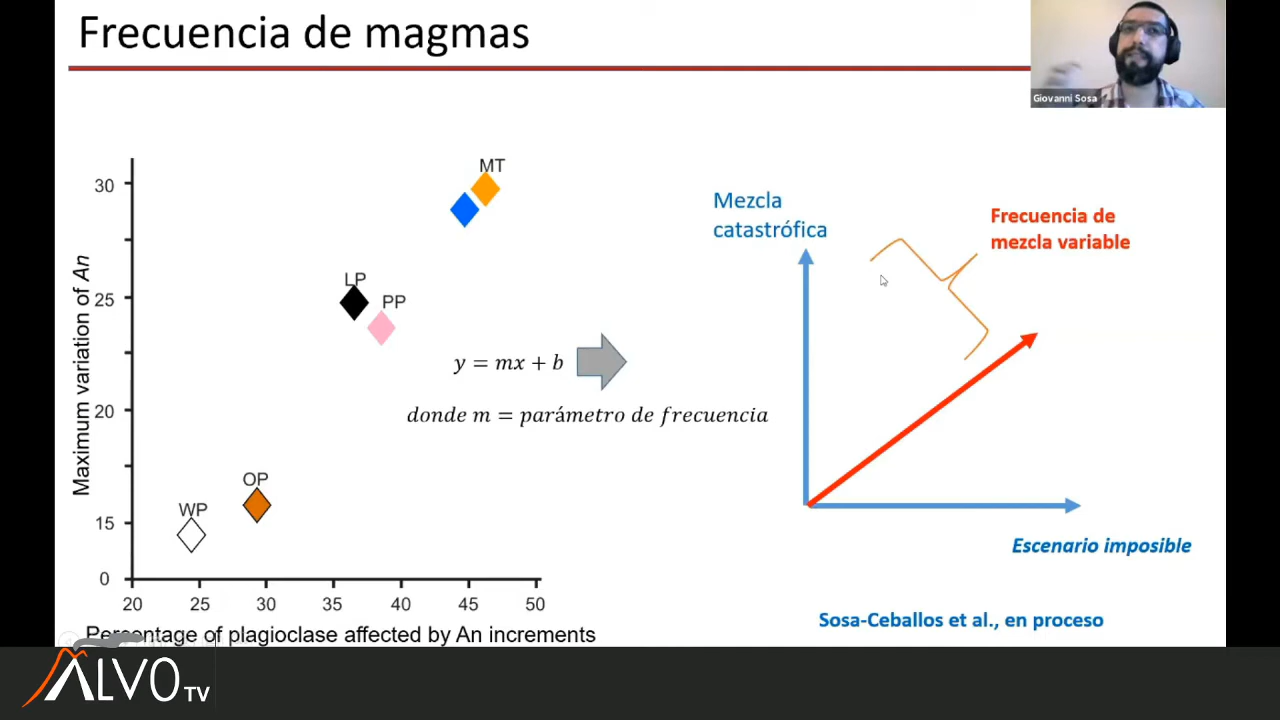 Frecuencia de magmas
Giovanni Sosa
Maximum variation of An
30
25
20
15
0
20 25 30 35 40 45 50
Percentage of plagioclase affected by An increments
MT
LP
PP
OP
WP
y = mx + b
donde m = parámetro de frecuencia
Mezcla
catastrófica
Frecuencia de
mezcla variable
Escenario imposible
Sosa-Ceballos et al., en proceso
ALVO TV